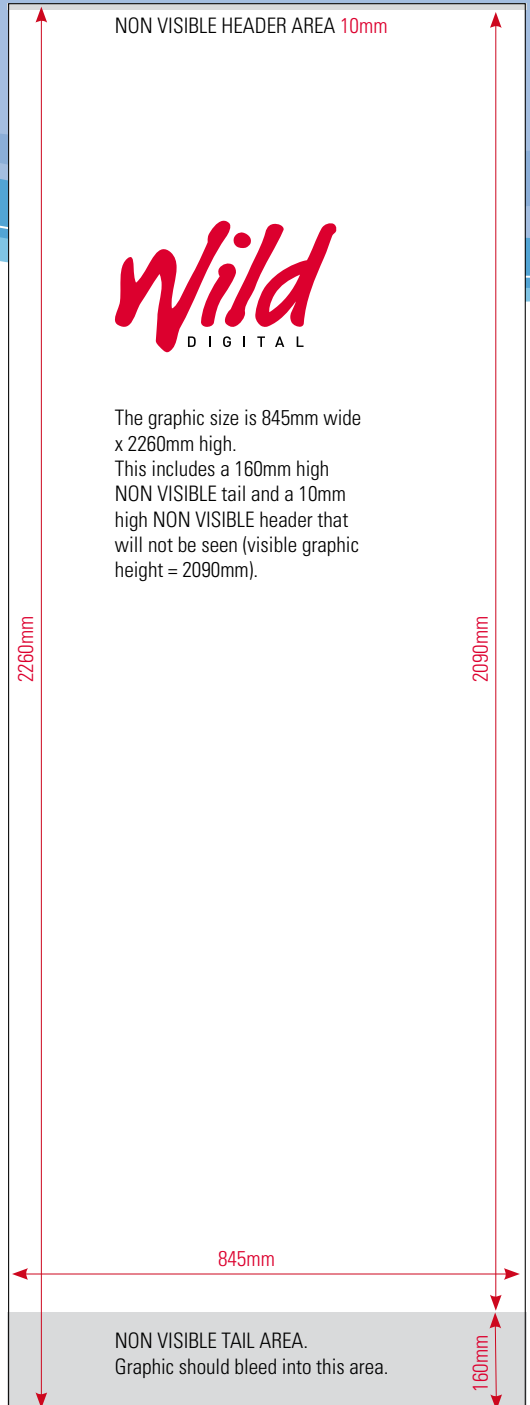 NON VISIBLE HEADER AREA 10mm
Wild
DIGITAL
The graphic size is 845mm wide
x 2260mm high.
This includes a 160mm high
NON VISIBLE tail and a 10mm
high NON VISIBLE header that
will not be seen (visible graphic
height = 2090mm).
2260mm
2090mm
845mm
NON VISIBLE TAIL AREA.
Graphic should bleed into this area.
160mm